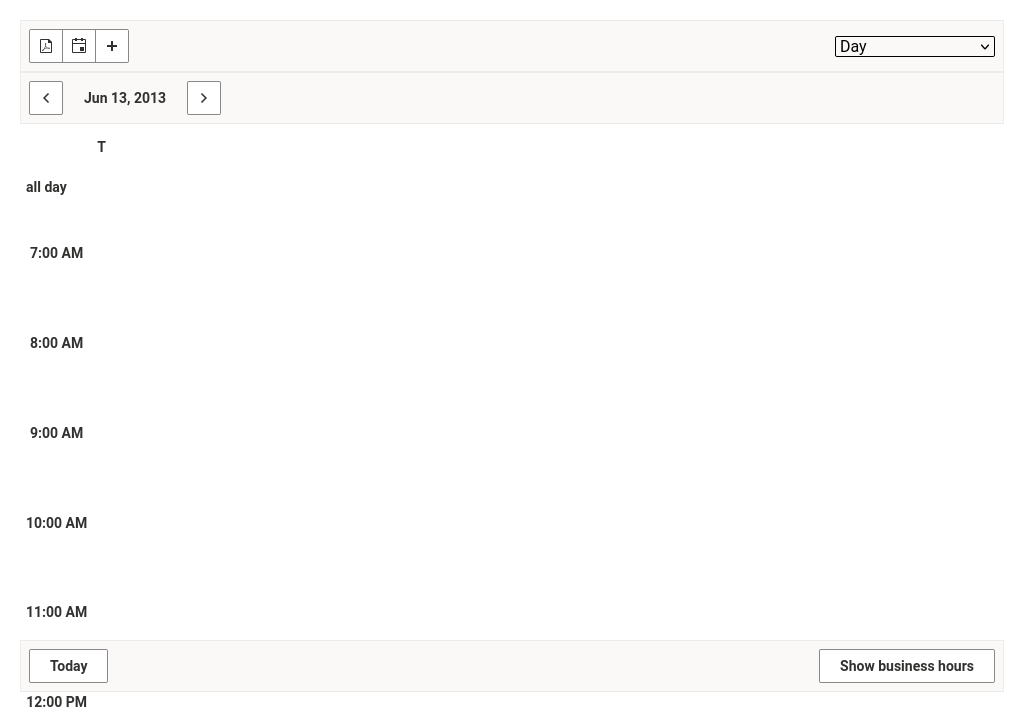 Day
Jun 13, 2013
T
all day
7:00 AM
8:00 AM
9:00 AM
10:00 AM
11:00 AM
Today
Show business hours
12:00 PM